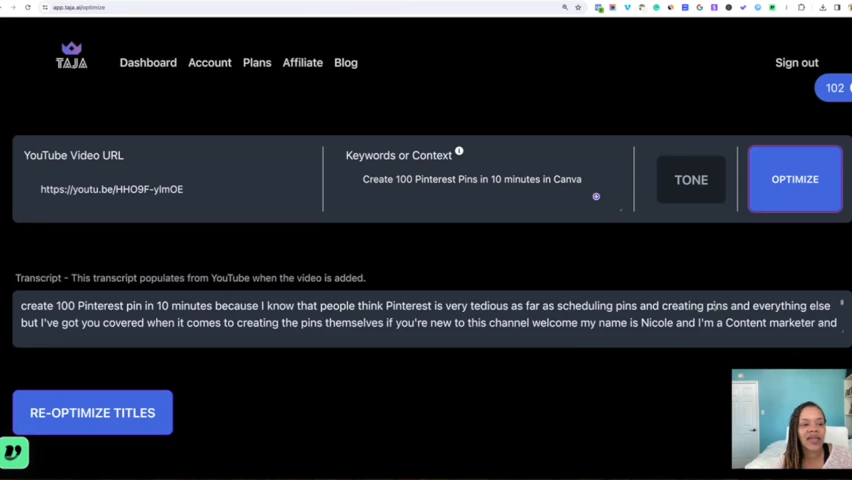 app.taja.ai/optimize
TAJA
Dashboard Account Plans Affiliate Blog
Sign out
102
YouTube Video URL
Keywords or Context
https://youtu.be/HHO9F-yImOE
Create 100 Pinterest Pins in 10 minutes in Canva
TONE
OPTIMIZE
Transcript - This transcript populates from YouTube when the video is added.
create 100 Pinterest pin in 10 minutes because I know that people think Pinterest is very tedious as far as scheduling pins and creating pins and everything else
but I've got you covered when it comes to creating the pins themselves if you're new to this channel welcome my name is Nicole and I'm a Content marketer and
RE-OPTIMIZE TITLES